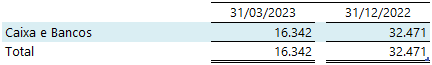 31/03/2023 31/12/2022
Caixa e Bancos 16.342 32.471
Total 16.342 32.471